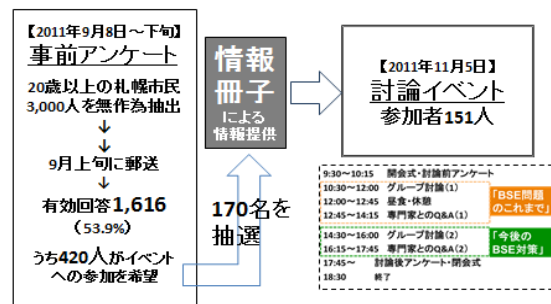 【2011年9月8日～下旬】
事前アンケート
20歳以上の札幌市民
3,000人を無作為抽出
↓
↓
9月上旬に郵送
↓
有効回答1,616
（53.9%）
うち420人がイベント
への参加を希望
情報
冊子
による
情報提供
170名を
抽選
【2011年11月5日】
討論イベント
参加者151人
9:30～10:15 開会式・討論前アンケート
10:30～12:00 グループ討論(1)
12:00～12:45 昼食・休憩
12:45～14:15 専門家とのQ&A(1)
「BSE問題
のこれまで」
14:30～16:00 グループ討論(2)
16:15～17:45 専門家とのQ&A(2)
「今後の
BSE対策」
17:45～ 討論後アンケート・閉会式
18:30 終了